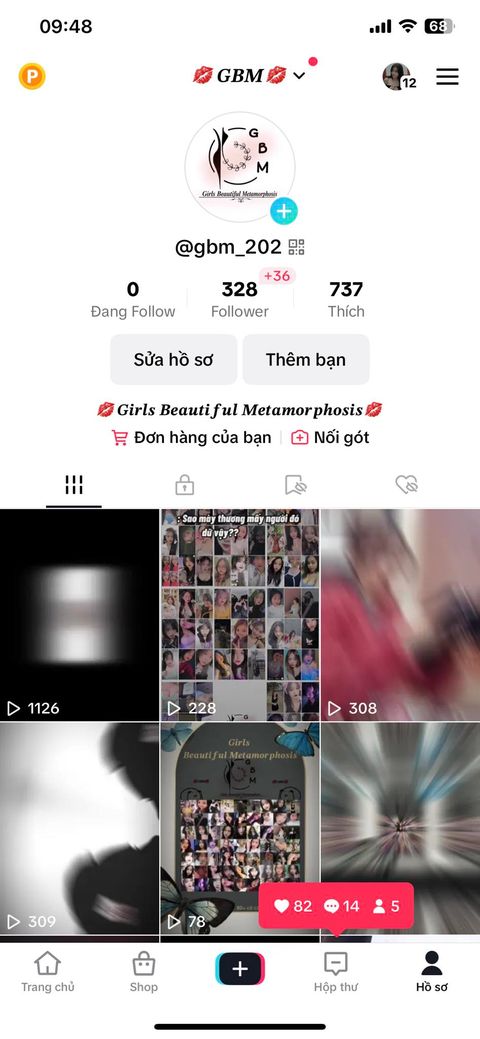 09:48
68
P
💋 GBM 💋
12
G
B
M
Girls Beautiful Metamorphosis
@gbm_202
+36
0
328
737
Đang Follow
Follower
Thích
Sửa hồ sơ
Thêm bạn
💋Girls Beautiful Metamorphosis💋
Đơn hàng của bạn
Nối gót
: Sao mày thương mấy người đó
dữ vậy??
1126
228
308
Girls
Beautiful Metamorphosis
G
B
M
309
78
82
14
5
Trang chủ
Shop
Hộp thư
Hồ sơ